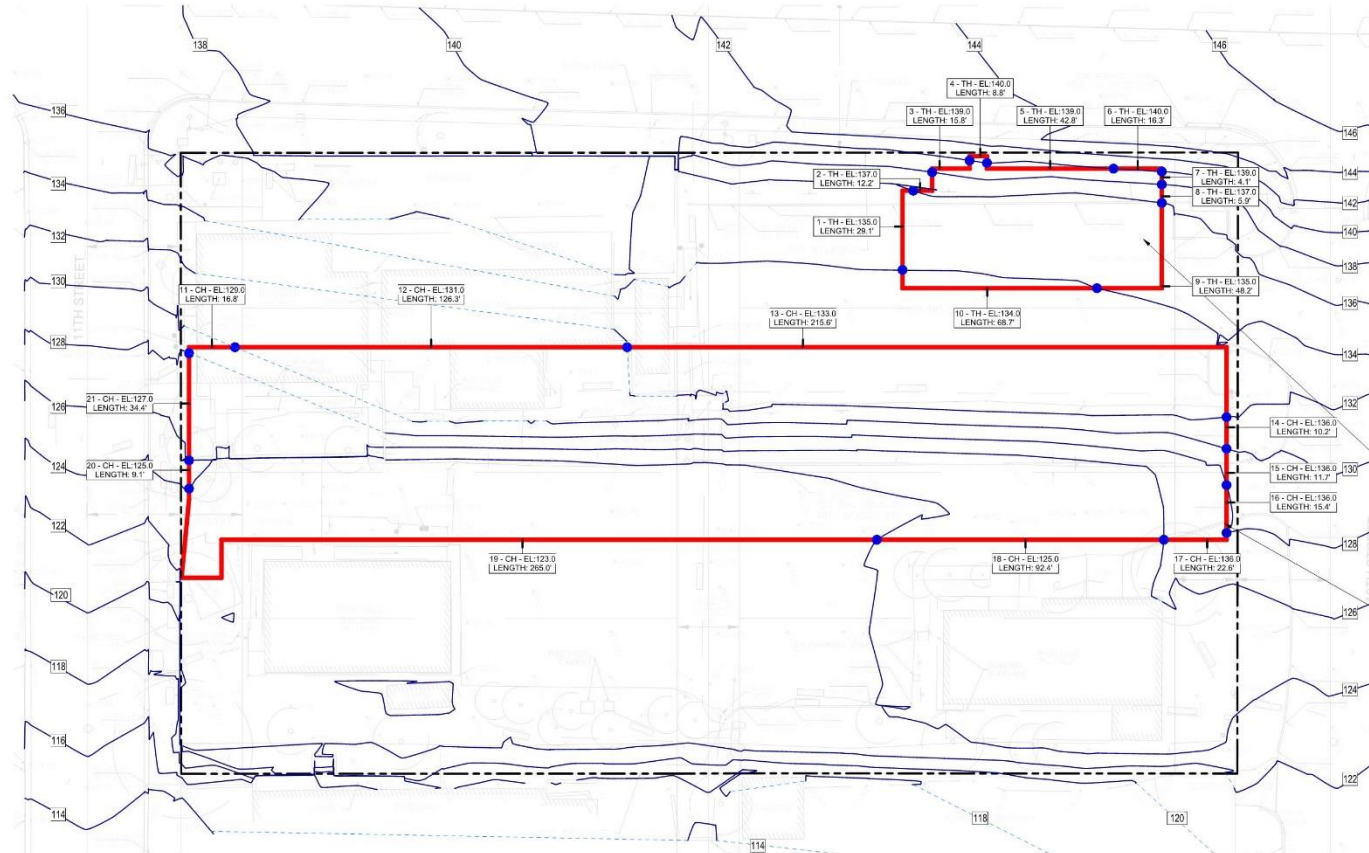 138
140
142
144
146
4 - TH - EL:140.0
LENGTH: 8.8'
3 - TH - EL:139.0
LENGTH: 15.8'
5 - TH - EL:139.0
LENGTH: 42.8'
6 - TH - EL:140.0
LENGTH: 16.3'
136
146
144
2 - TH - EL:137.0
LENGTH: 12.2'
7 - TH - EL:139.0
LENGTH: 4.1'
134
8 - TH - EL:137.0
LENGTH: 5.9'
142
1 - TH - EL:135.0
LENGTH: 29.1'
132
140
138
130
11TH STREET
11 - CH - EL:129.0
LENGTH: 16.8'
12 - CH - EL:131.0
LENGTH: 126.3'
9 - TH - EL:135.0
LENGTH: 48.2'
10 - TH - EL:134.0
LENGTH: 68.7'
136
13 - CH - EL:133.0
LENGTH: 215.6'
128
134
21 - CH - EL:127.0
LENGTH: 34.4'
126
132
14 - CH - EL:136.0
LENGTH: 10.2'
124
20 - CH - EL:125.0
LENGTH: 9.1'
130
15 - CH - EL:136.0
LENGTH: 11.7'
16 - CH - EL:136.0
LENGTH: 15.4'
122
128
19 - CH - EL:123.0
LENGTH: 265.0'
18 - CH - EL:125.0
LENGTH: 92.4'
17 - CH - EL:136.0
LENGTH: 22.6'
120
126
118
124
116
122
114
118
120
114